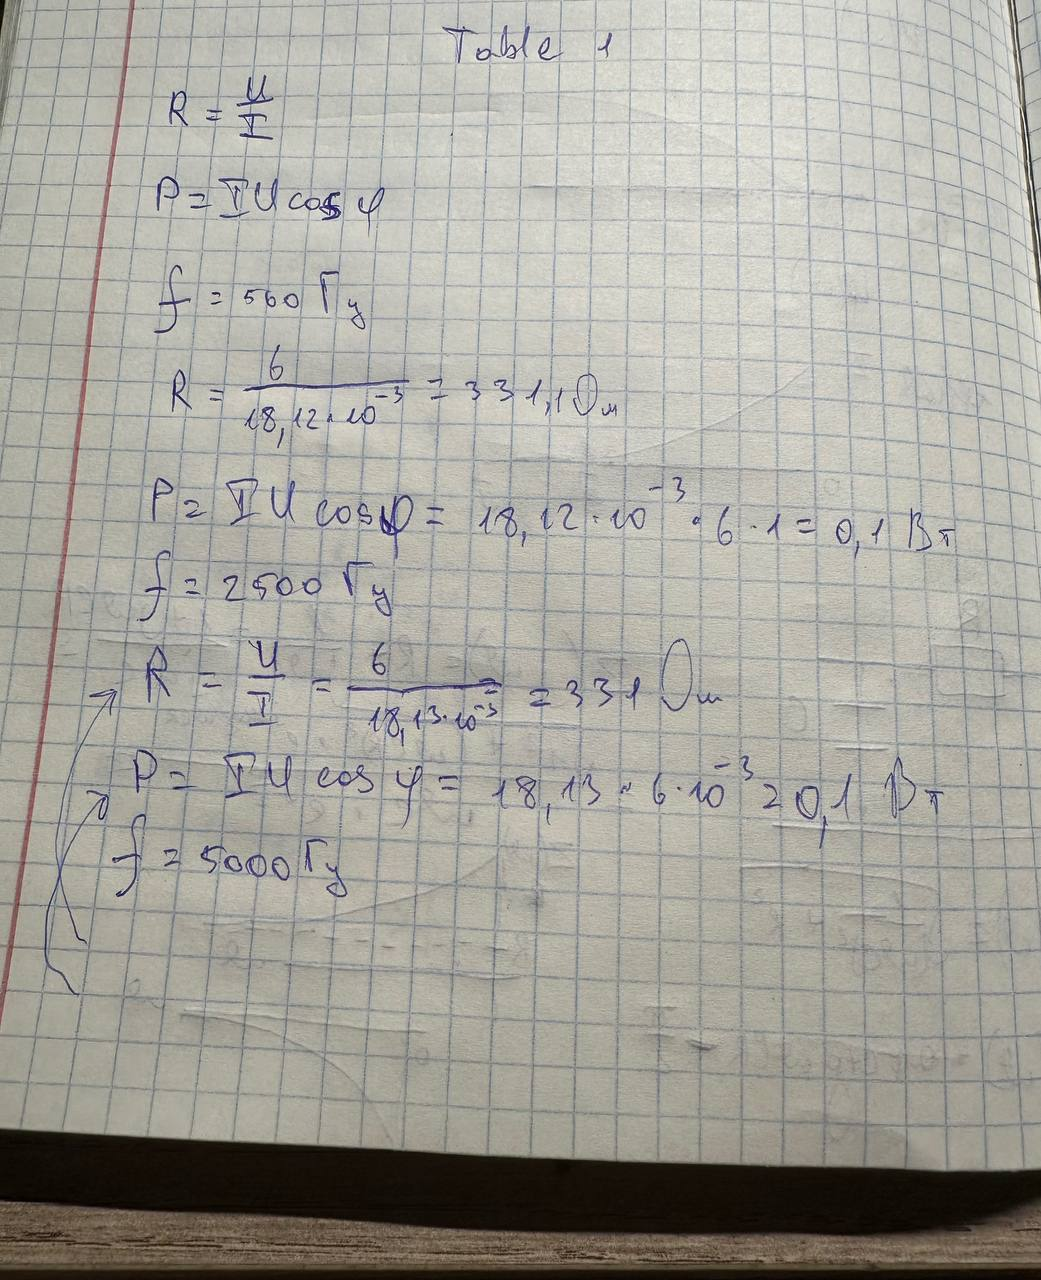 Table 1
R = U/I
P = IU cos φ
f = 500 Гц
R = 6/(18,12·10⁻³) = 331,1 Ом
P = IU cos φ = 18,12·10⁻³·6·1 = 0,1 Вт
f = 2500 Гц
R = U/I = 6/(18,13·10⁻³) = 331 Ом
P = IU cos φ = 18,13·6·10⁻³ = 0,1 Вт
f = 5000 Гц